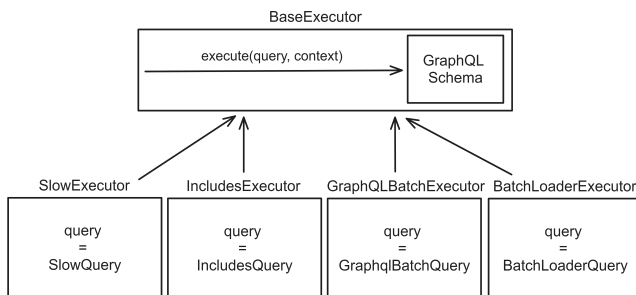 BaseExecutor
execute(query, context)
GraphQL
Schema
SlowExecutor
IncludesExecutor
GraphQLBatchExecutor
BatchLoaderExecutor
query
=
SlowQuery
query
=
IncludesQuery
query
=
GraphqlBatchQuery
query
=
BatchLoaderQuery